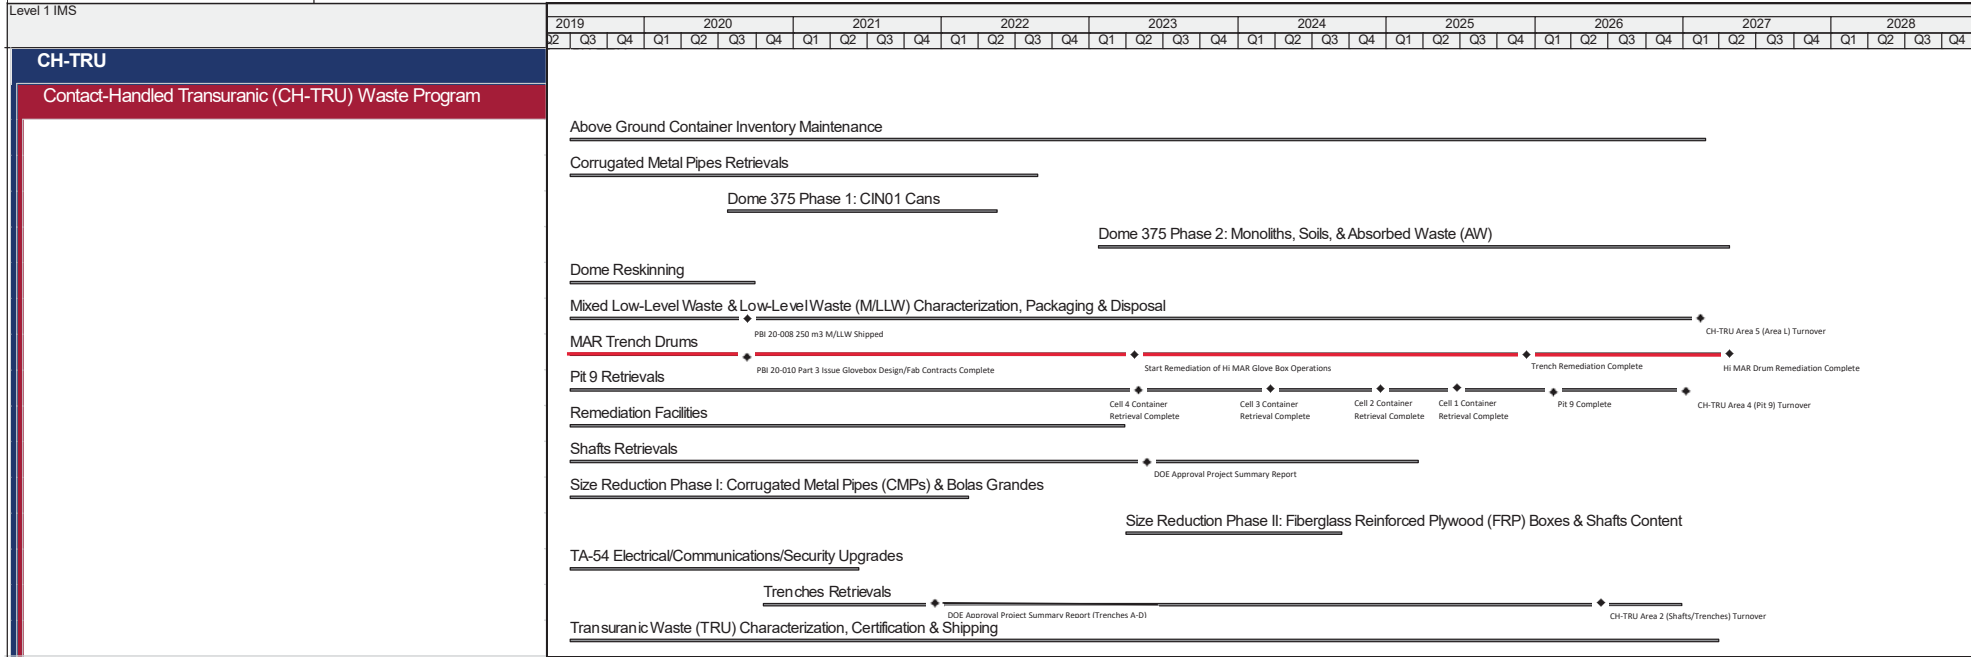 Level 1 IMS
2019 2020 2021 2022 2023 2024 2025 2026 2027 2028
Q2 Q3 Q4 Q1 Q2 Q3 Q4 Q1 Q2 Q3 Q4 Q1 Q2 Q3 Q4 Q1 Q2 Q3 Q4 Q1 Q2 Q3 Q4 Q1 Q2 Q3 Q4 Q1 Q2 Q3 Q4 Q1 Q2 Q3 Q4 Q1 Q2 Q3 Q4
CH-TRU
Contact-Handled Transuranic (CH-TRU) Waste Program
Above Ground Container Inventory Maintenance
Corrugated Metal Pipes Retrievals
Dome 375 Phase 1: CIN01 Cans
Dome 375 Phase 2: Monoliths, Soils, & Absorbed Waste (AW)
Dome Reskinning
Mixed Low-Level Waste & Low-Level Waste (M/LLW) Characterization, Packaging & Disposal
PBI 20-008 250 m3 M/LLW Shipped
CH-TRU Area 5 (Area L) Turnover
MAR Trench Drums
PBI 20-010 Part 3 Issue Glovebox Design/Fab Contracts Complete
Start Remediation of Hi MAR Glove Box Operations
Trench Remediation Complete
Hi MAR Drum Remediation Complete
Pit 9 Retrievals
Cell 4 Container
Retrieval Complete
Cell 3 Container
Retrieval Complete
Cell 2 Container
Retrieval Complete
Cell 1 Container
Retrieval Complete
Pit 9 Complete
CH-TRU Area 4 (Pit 9) Turnover
Remediation Facilities
Shafts Retrievals
DOE Approval Project Summary Report
Size Reduction Phase I: Corrugated Metal Pipes (CMPs) & Bolas Grandes
Size Reduction Phase II: Fiberglass Reinforced Plywood (FRP) Boxes & Shafts Content
TA-54 Electrical/Communications/Security Upgrades
Trenches Retrievals
DOE Approval Project Summary Report (Trenches A-D)
CH-TRU Area 2 (Shafts/Trenches) Turnover
Transuranic Waste (TRU) Characterization, Certification & Shipping